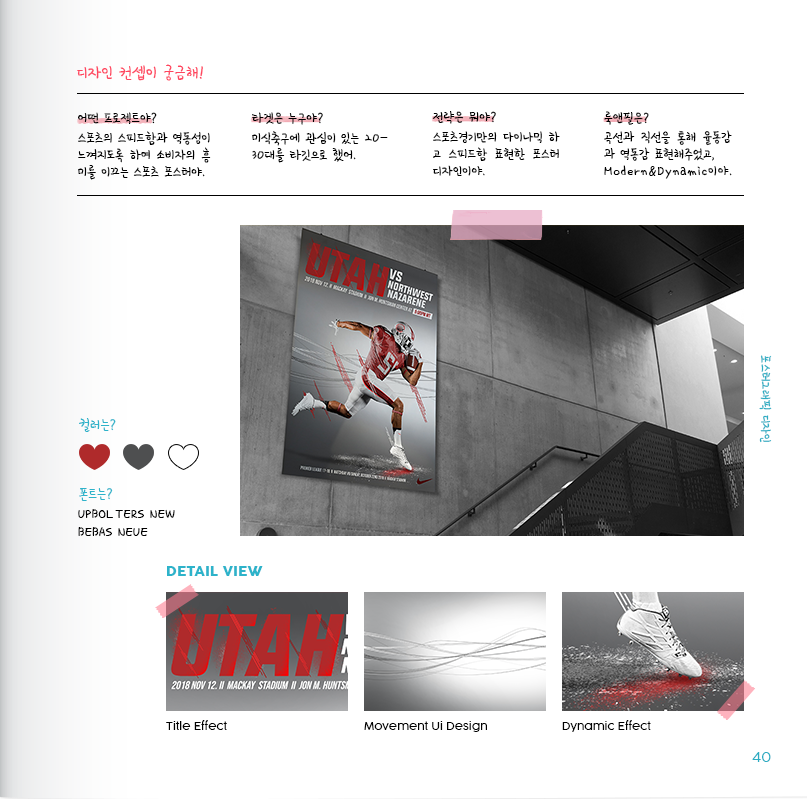 디자인 컨셉이 궁금해!
어떤 프로젝트야?
스포츠의 스피드함과 역동성이
느껴지도록 하며 소비자의 흥
미를 이끄는 스포츠 포스터야.
타겟은 누구야?
미식축구에 관심이 있는 20-
30대를 타깃으로 했어.
전략은 뭐야?
스포츠경기만의 다이나믹 하
고 스피드함 표현한 포스터
디자인이야.
룩앤필은?
곡선과 직선을 통해 율동감
과 역동감 표현해주었고,
Modern&Dynamic이야.
UTAH VS
NORTHWEST
NAZARENE
2018 NOV 12. II MACKAY STADIUM II JON M. HUNTSMAN CENTER AT
포스터그래픽 디자인
컬러는?
폰트는?
UPBOLTERS NEW
BEBAS NEUE
DETAIL VIEW
UTAH
2018 NOV 12. II MACKAY STADIUM II JON M. HUNTSM
Title Effect
Movement Ui Design
Dynamic Effect
40